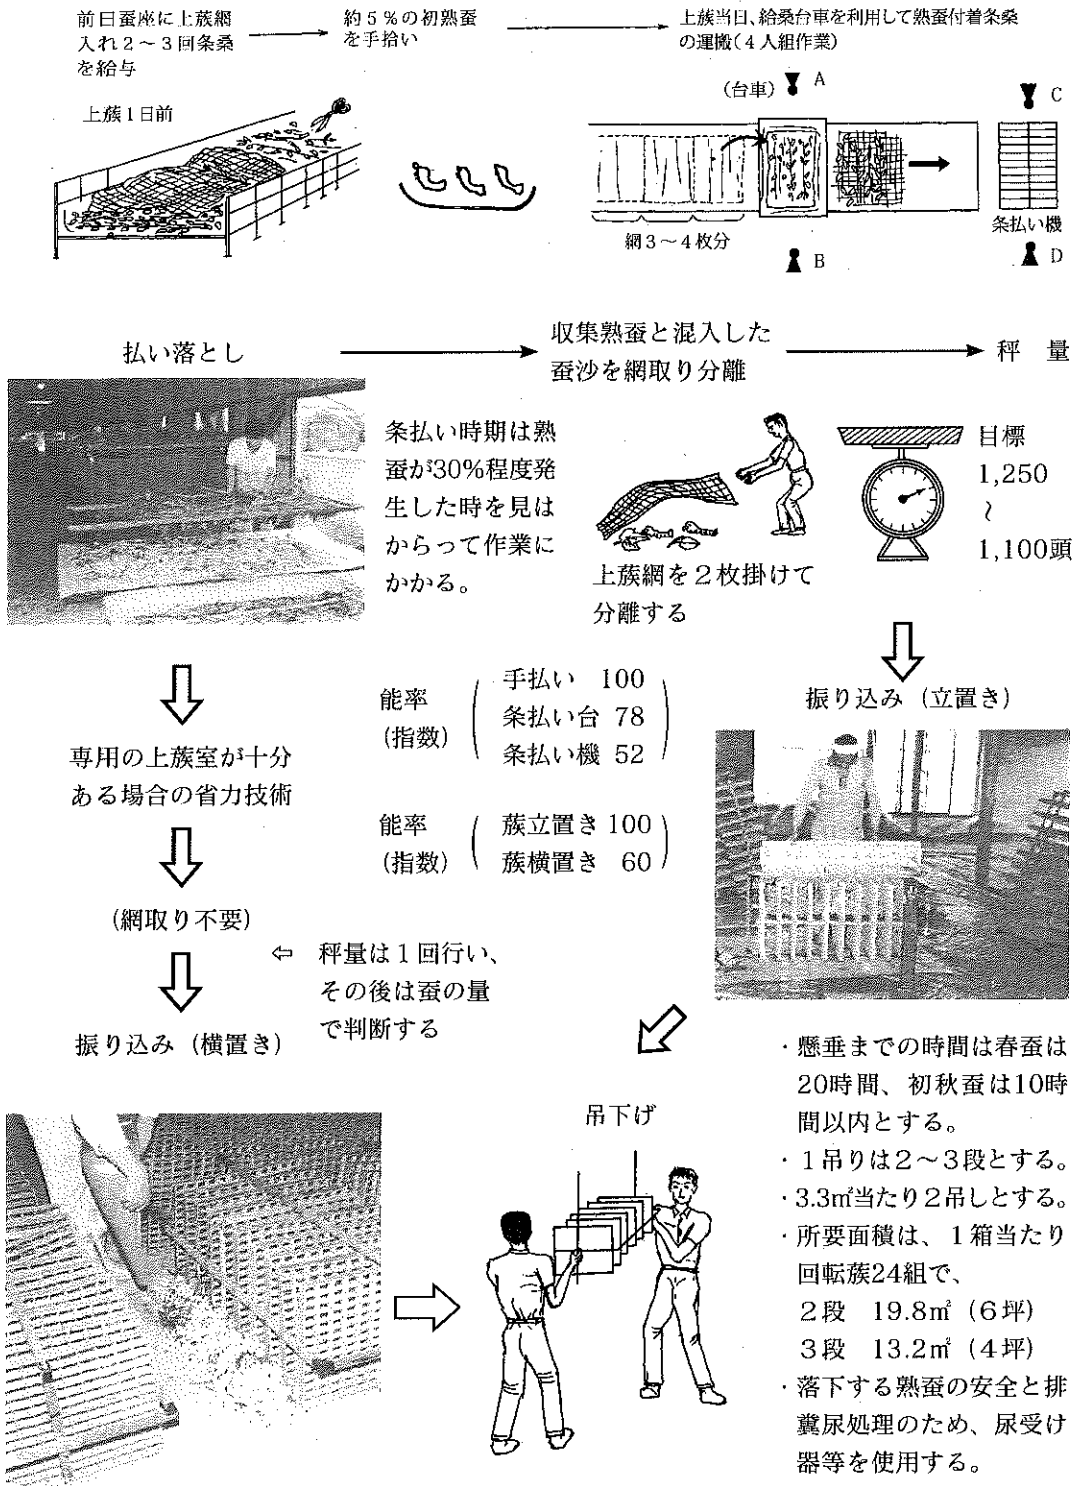 前日蚕座に上蔟網
入れ2〜3回条桑
を給与
約5％の初熟蚕
を手拾い
上蔟当日、給桑台車を利用して熟蚕付着条桑
の運搬（4人組作業）
上蔟1日前
（台車）
A
B
C
D
網3〜4枚分
条払い機
払い落とし
収集熟蚕と混入した
蚕沙を網取り分離
秤　量
条払い時期は熟
蚕が30%程度発
生した時を見は
からって作業に
かかる。
上蔟網を2枚掛けて
分離する
目標
1,250
〜
1,100頭
専用の上蔟室が十分
ある場合の省力技術
（網取り不要）
振り込み（横置き）
能率
（指数）
手払い　100
条払い台 78
条払い機 52
能率
（指数）
蔟立置き 100
蔟横置き　60
⇦　秤量は1回行い、
その後は蚕の量
で判断する
振り込み（立置き）
吊下げ
・懸垂までの時間は春蚕は
20時間、初秋蚕は10時
間以内とする。
・1吊りは2〜3段とする。
・3.3㎡当たり2吊しとする。
・所要面積は、1箱当たり
回転蔟24組で、
2段　19.8㎡（6坪）
3段　13.2㎡（4坪）
・落下する熟蚕の安全と排
糞尿処理のため、尿受け
器等を使用する。